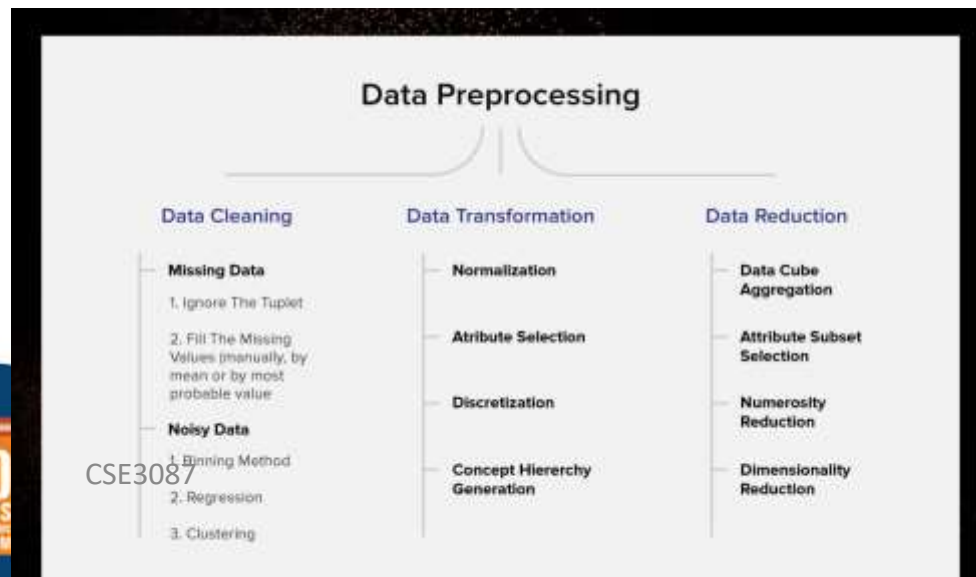 Data Preprocessing
Data Cleaning
Missing Data
1. Ignore The Tuplet
2. Fill The Missing
Values (manually, by
mean or by most
probable value
Noisy Data
1. Binning Method
2. Regression
3. Clustering
CSE3087
Data Transformation
Normalization
Atribute Selection
Discretization
Concept Hiererchy
Generation
Data Reduction
Data Cube
Aggregation
Attribute Subset
Selection
Numerosity
Reduction
Dimensionality
Reduction